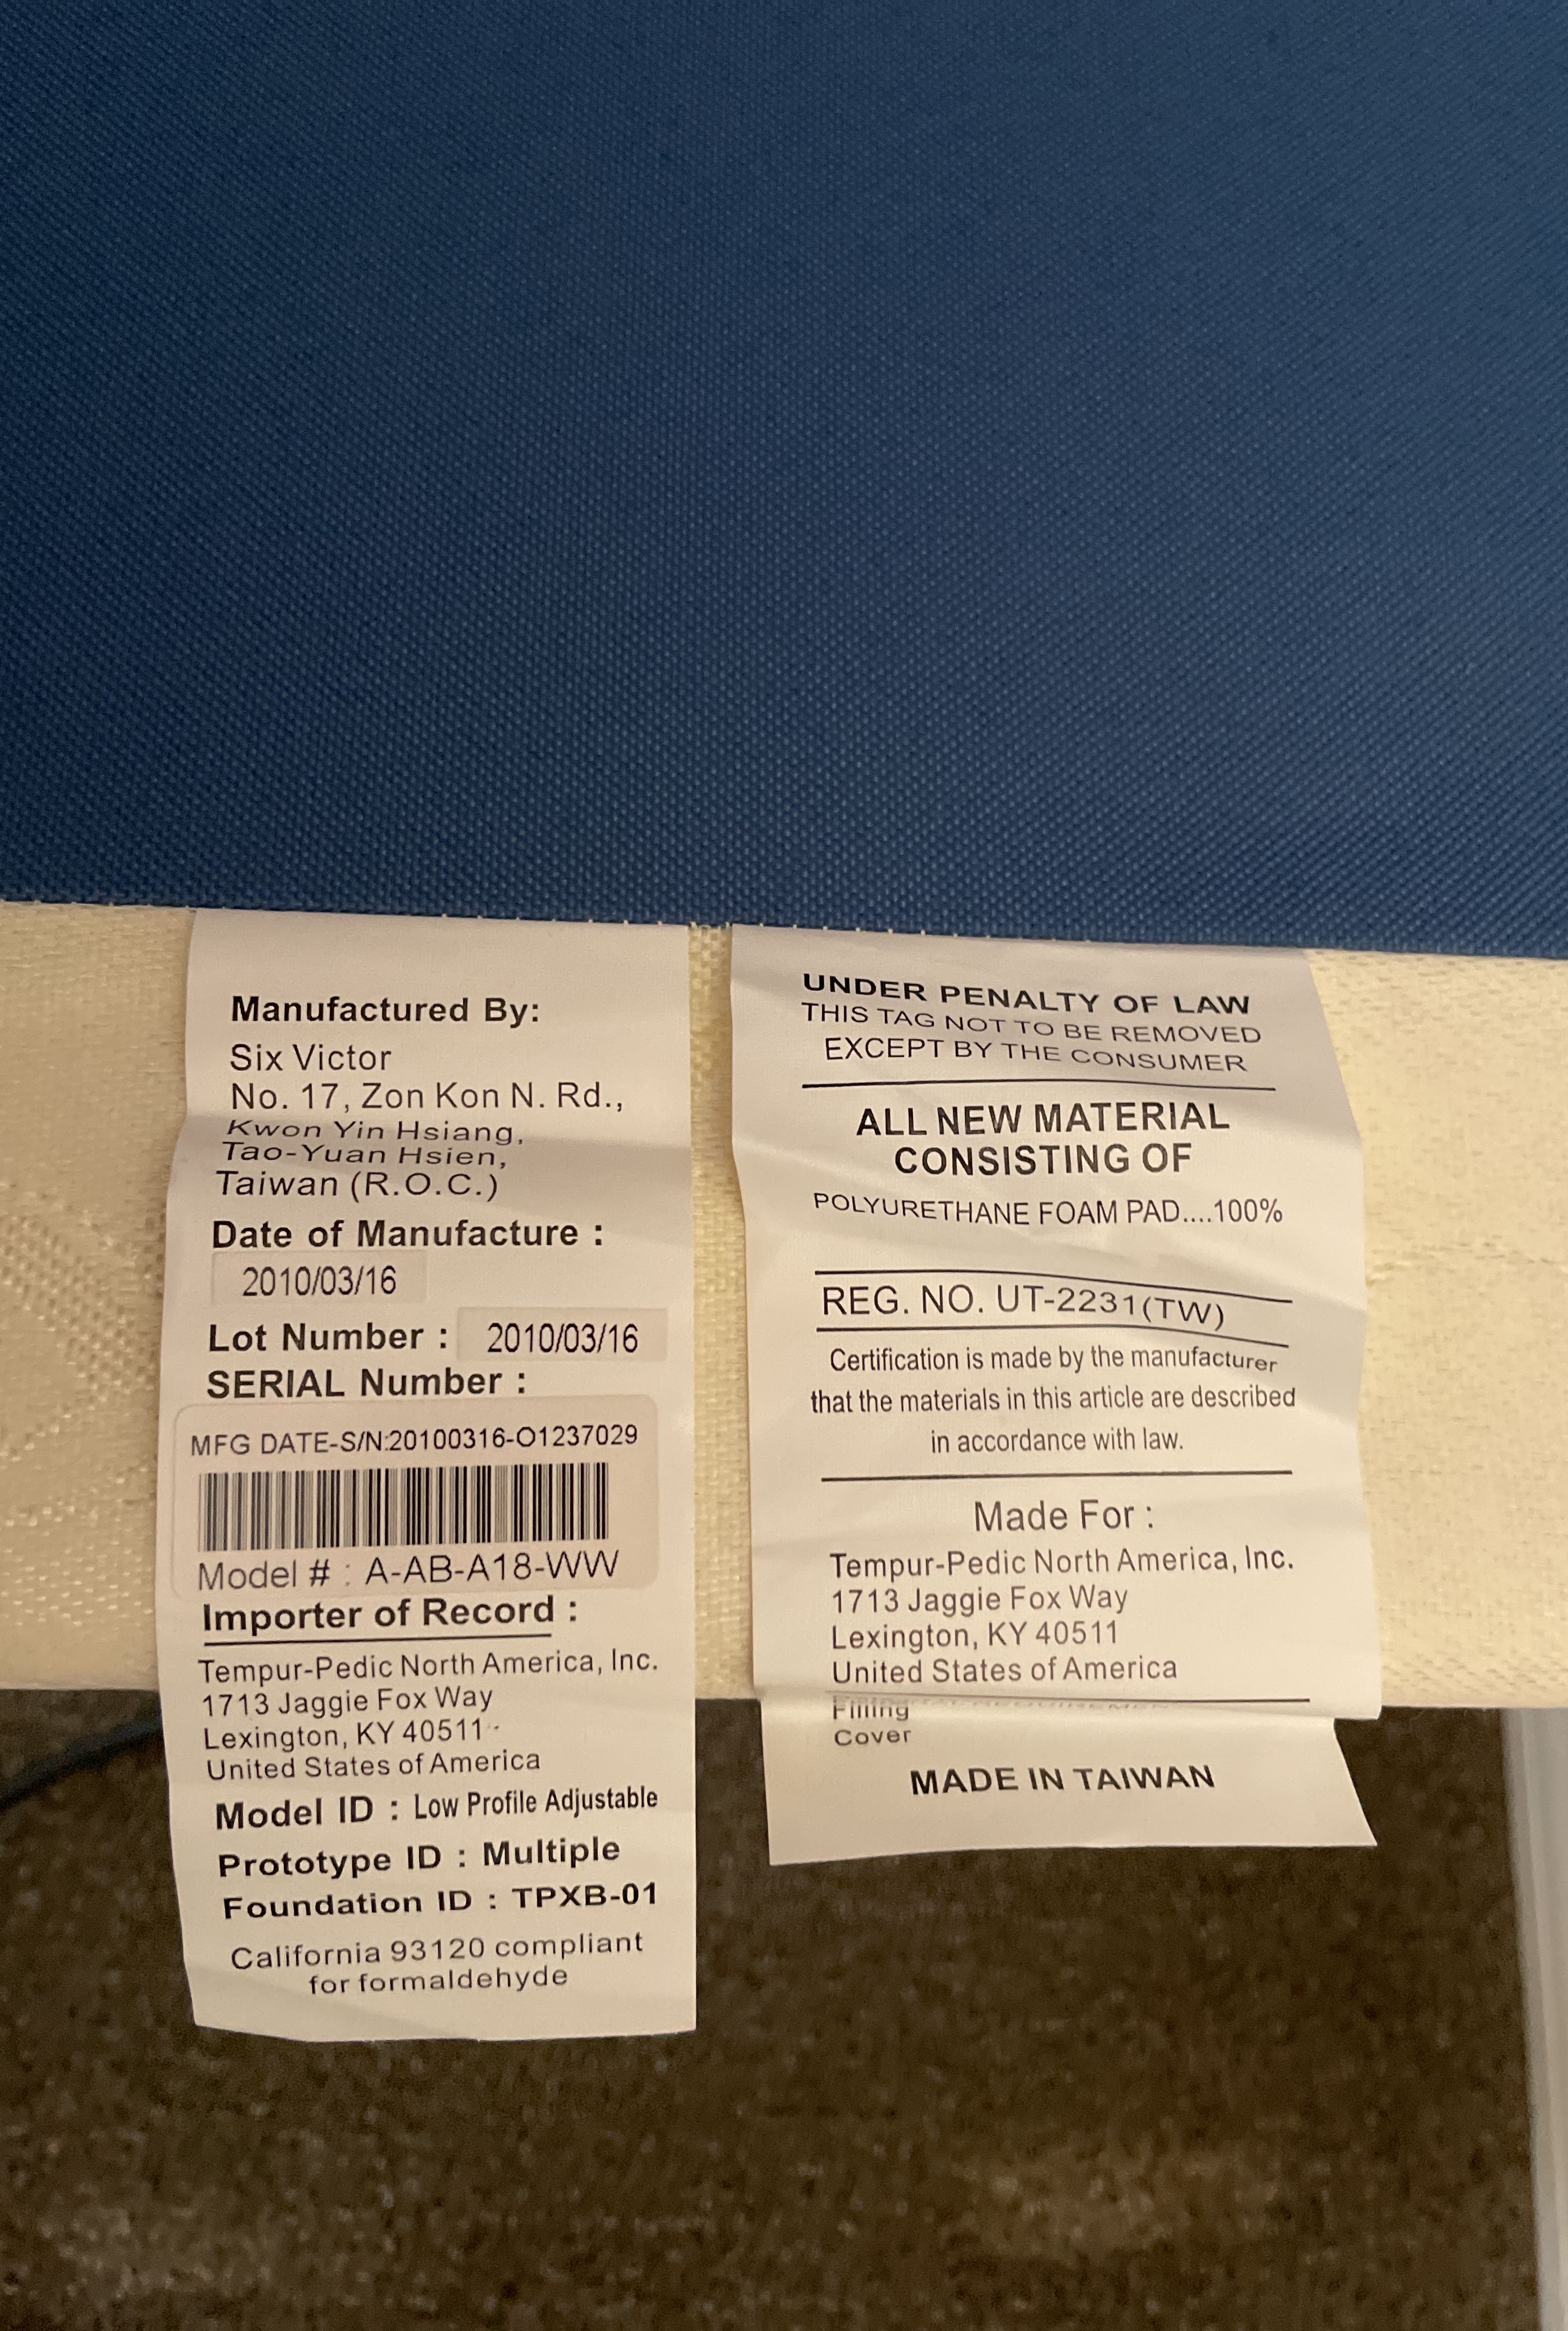 Manufactured By:
Six Victor
No. 17, Zon Kon N. Rd.,
Kwon Yin Hsiang,
Tao-Yuan Hsien,
Taiwan (R.O.C.)
Date of Manufacture :
2010/03/16
Lot Number : 2010/03/16
SERIAL Number :
MFG DATE-S/N:20100316-O1237029
Model # : A-AB-A18-WW
Importer of Record :
Tempur-Pedic North America, Inc.
1713 Jaggie Fox Way
Lexington, KY 40511
United States of America
Model ID : Low Profile Adjustable
Prototype ID : Multiple
Foundation ID : TPXB-01
California 93120 compliant
for formaldehyde
UNDER PENALTY OF LAW
THIS TAG NOT TO BE REMOVED
EXCEPT BY THE CONSUMER
ALL NEW MATERIAL
CONSISTING OF
POLYURETHANE FOAM PAD....100%
REG. NO. UT-2231(TW)
Certification is made by the manufacturer
that the materials in this article are described
in accordance with law.
Made For :
Tempur-Pedic North America, Inc.
1713 Jaggie Fox Way
Lexington, KY 40511
United States of America
Filling
Cover
MADE IN TAIWAN